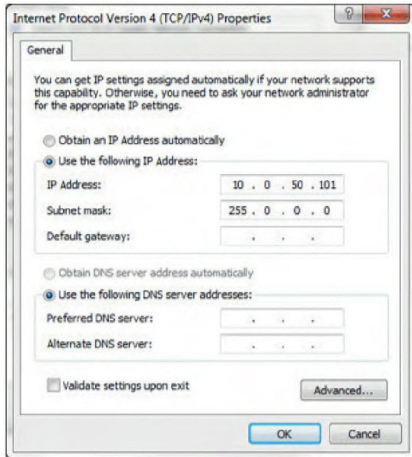 Internet Protocol Version 4 (TCP/IPv4) Properties
General
You can get IP settings assigned automatically if your network supports
this capability. Otherwise, you need to ask your network administrator
for the appropriate IP settings.
Obtain an IP Address automatically
Use the following IP Address:
IP Address: 10 . 0 . 50 . 101
Subnet mask: 255 . 0 . 0 . 0
Default gateway: . . .
Obtain DNS server address automatically
Use the following DNS server addresses:
Preferred DNS server: . . .
Alternate DNS server: . . .
Validate settings upon exit
Advanced...
OK Cancel